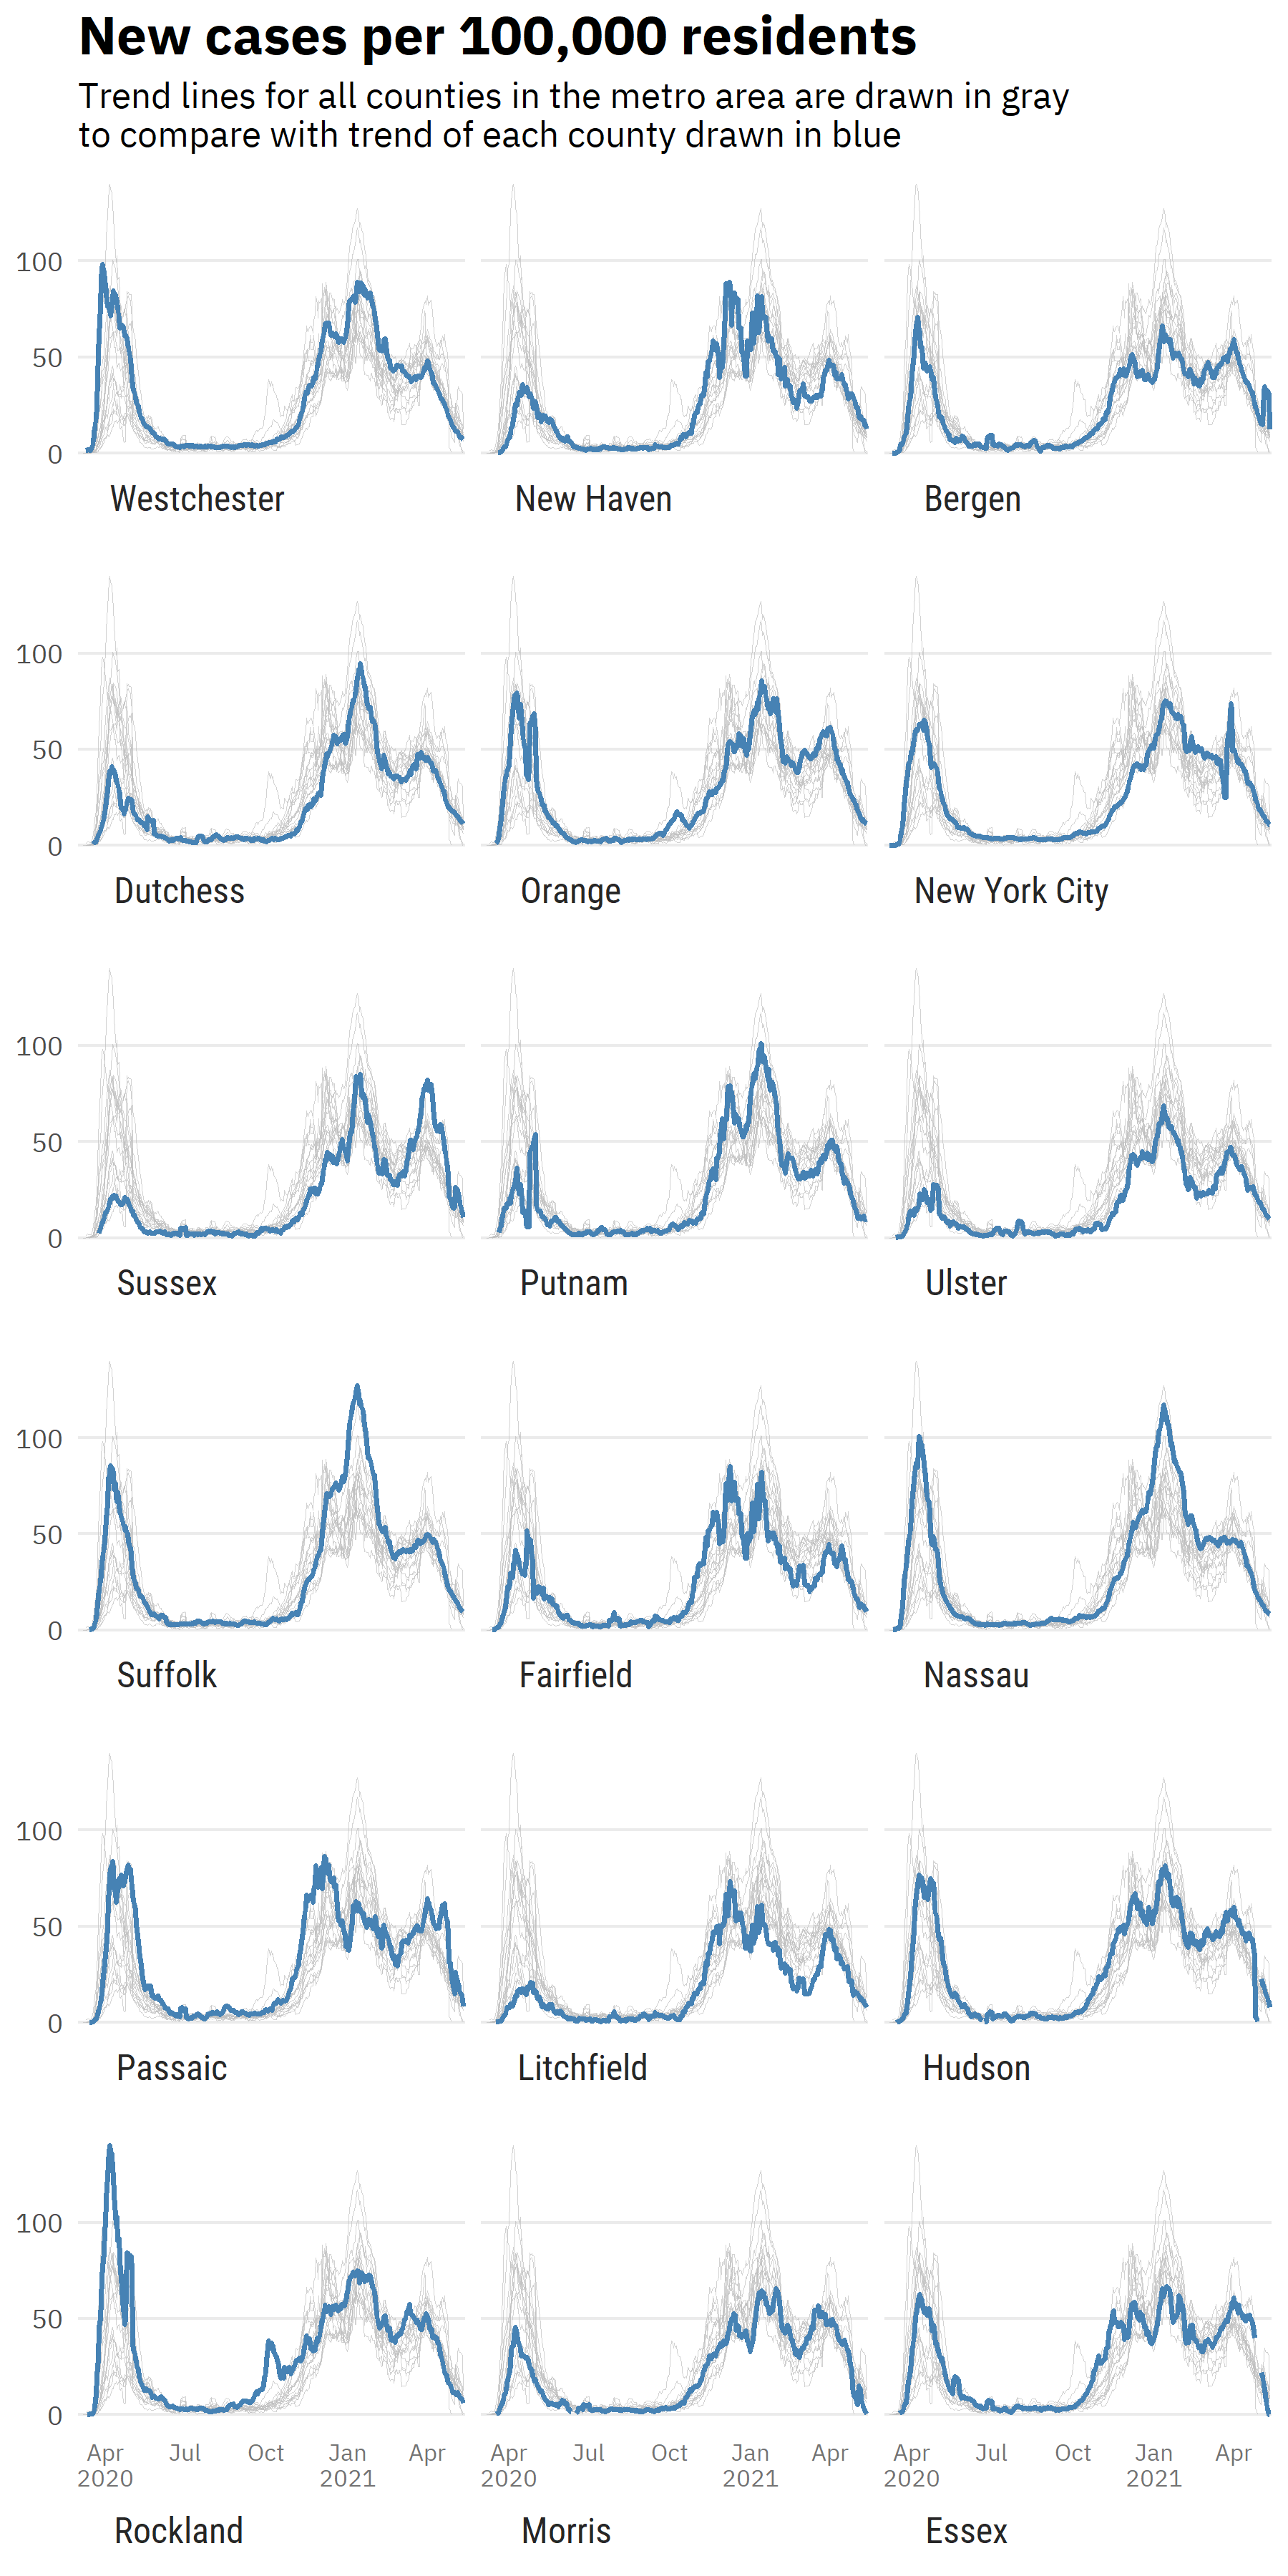 New cases per 100,000 residents
Trend lines for all counties in the metro area are drawn in gray
to compare with trend of each county drawn in blue
100
50
0
Westchester New Haven Bergen
100
50
0
Dutchess Orange New York City
100
50
0
Sussex Putnam Ulster
100
50
0
Suffolk Fairfield Nassau
100
50
0
Passaic Litchfield Hudson
100
50
0
Apr Jul Oct Jan Apr Apr Jul Oct Jan Apr Apr Jul Oct Jan Apr
2020 2021 2020 2021 2020 2021
Rockland Morris Essex